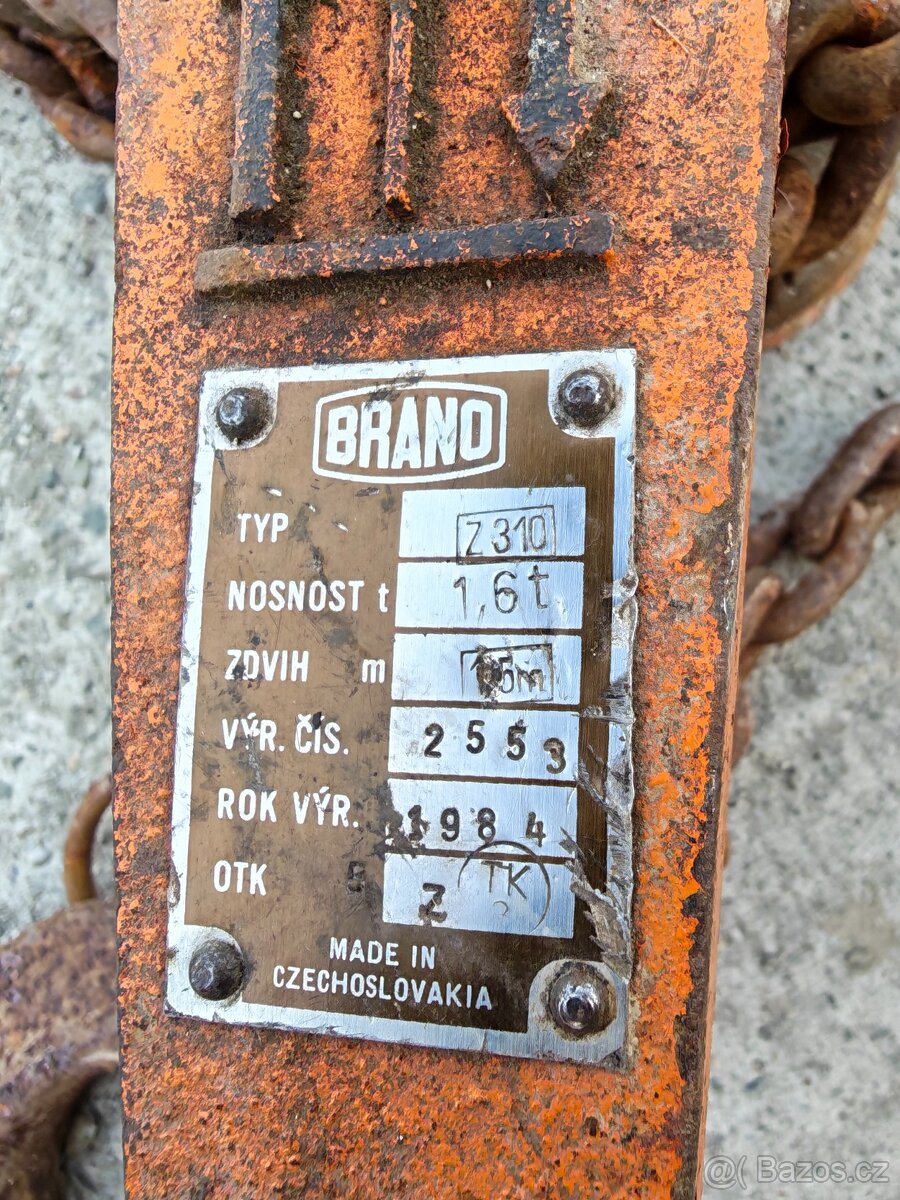 BRANO
TYP Z 310
NOSNOST t 1,6t
ZDVIH m
VÝR. ČÍS. 2553
ROK VÝR. 1984
OTK 5 Z TK
MADE IN
CZECHOSLOVAKIA
@( Bazos.cz